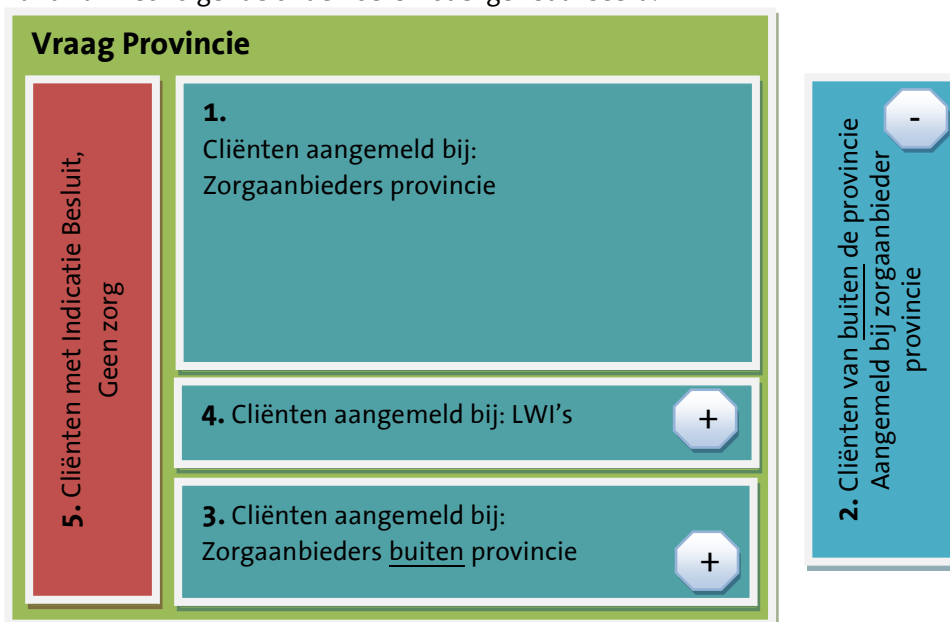 Vraag Provincie
5. Cliënten met Indicatie Besluit,
Geen zorg
1.
Cliënten aangemeld bij:
Zorgaanbieders provincie
4. Cliënten aangemeld bij: LWI's
+
3. Cliënten aangemeld bij:
Zorgaanbieders buiten provincie
+
2. Cliënten van buiten de provincie
Aangemeld bij zorgaanbieder
provincie
-